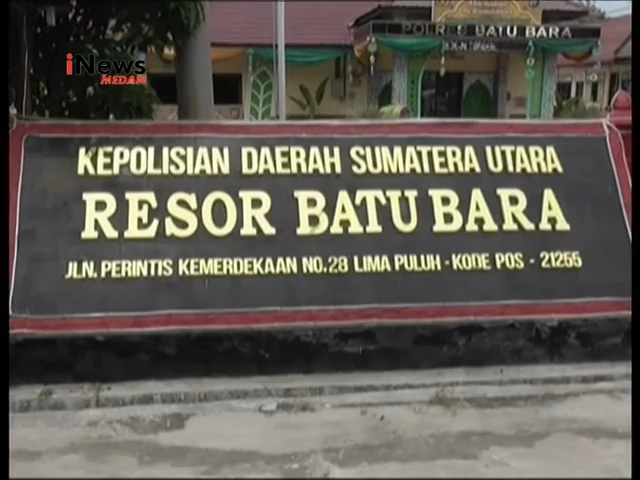 iNews
MEDAN
POLRES BATU BARA
KEPOLISIAN DAERAH SUMATERA UTARA
RESOR BATU BARA
JLN. PERINTIS KEMERDEKAAN NO.28 LIMA PULUH - KODE POS - 21255